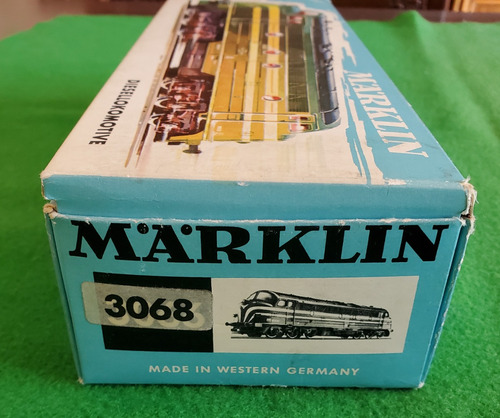 DIESELLOKOMOTIVE
MÄRKLIN
MÄRKLIN
3068
MADE IN WESTERN GERMANY